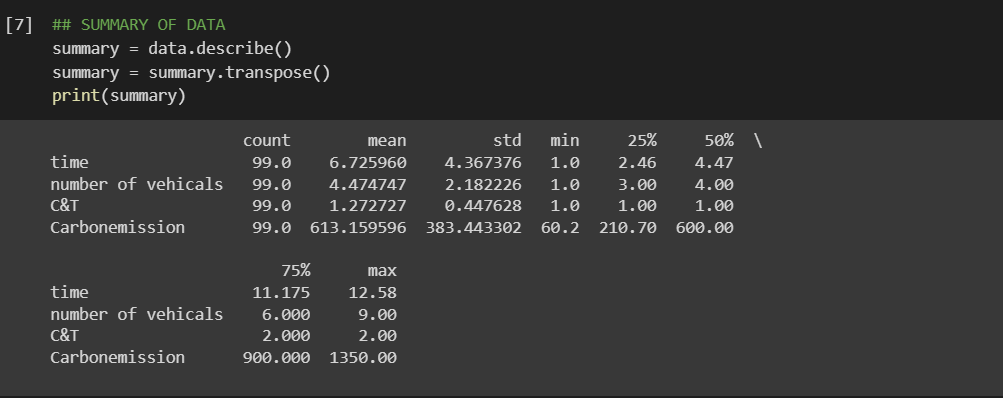 [7] ## SUMMARY OF DATA
summary = data.describe()
summary = summary.transpose()
print(summary)
count mean std min 25% 50% \
time 99.0 6.725960 4.367376 1.0 2.46 4.47
number of vehicals 99.0 4.474747 2.182226 1.0 3.00 4.00
C&T 99.0 1.272727 0.447628 1.0 1.00 1.00
Carbonemission 99.0 613.159596 383.443302 60.2 210.70 600.00
75% max
time 11.175 12.58
number of vehicals 6.000 9.00
C&T 2.000 2.00
Carbonemission 900.000 1350.00